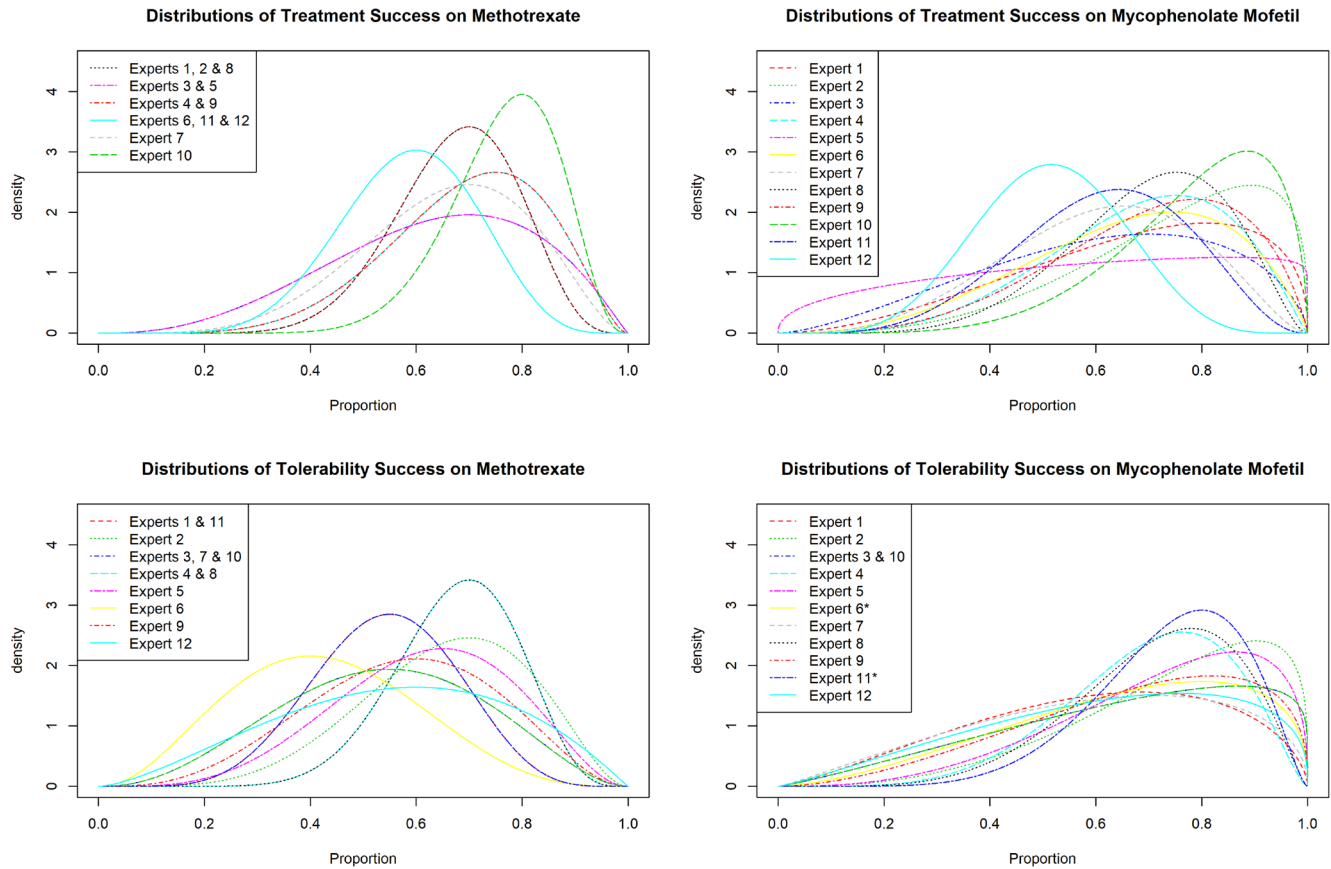 Distributions of Treatment Success on Methotrexate
Experts 1, 2 & 8
Experts 3 & 5
Experts 4 & 9
Experts 6, 11 & 12
Expert 7
Expert 10
density
0 1 2 3 4
0.0 0.2 0.4 0.6 0.8 1.0
Proportion
Distributions of Treatment Success on Mycophenolate Mofetil
Expert 1
Expert 2
Expert 3
Expert 4
Expert 5
Expert 6
Expert 7
Expert 8
Expert 9
Expert 10
Expert 11
Expert 12
density
0 1 2 3 4
0.0 0.2 0.4 0.6 0.8 1.0
Proportion
Distributions of Tolerability Success on Methotrexate
Experts 1 & 11
Expert 2
Experts 3, 7 & 10
Experts 4 & 8
Expert 5
Expert 6
Expert 9
Expert 12
density
0 1 2 3 4
0.0 0.2 0.4 0.6 0.8 1.0
Proportion
Distributions of Tolerability Success on Mycophenolate Mofetil
Expert 1
Expert 2
Experts 3 & 10
Expert 4
Expert 5
Expert 6*
Expert 7
Expert 8
Expert 9
Expert 11*
Expert 12
density
0 1 2 3 4
0.0 0.2 0.4 0.6 0.8 1.0
Proportion